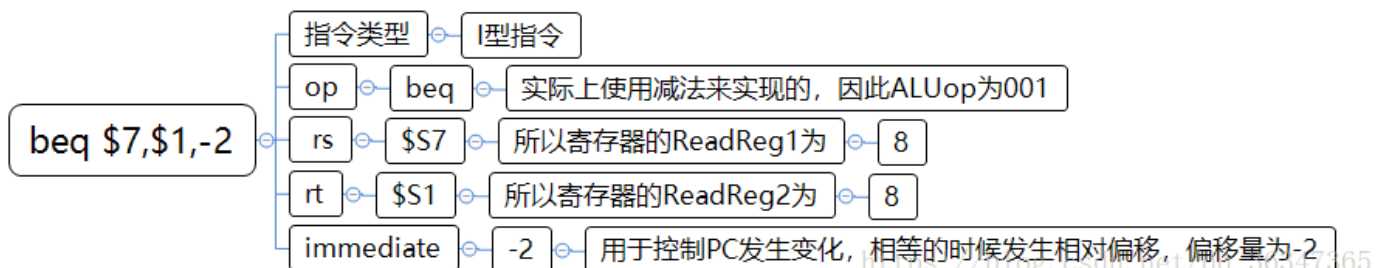 beq $7,$1,-2
指令类型 I型指令
op beq 实际上使用减法来实现的，因此ALUop为001
rs $S7 所以寄存器的ReadReg1为 8
rt $S1 所以寄存器的ReadReg2为 8
immediate -2 用于控制PC发生变化，相等的时候发生相对偏移，偏移量为-2